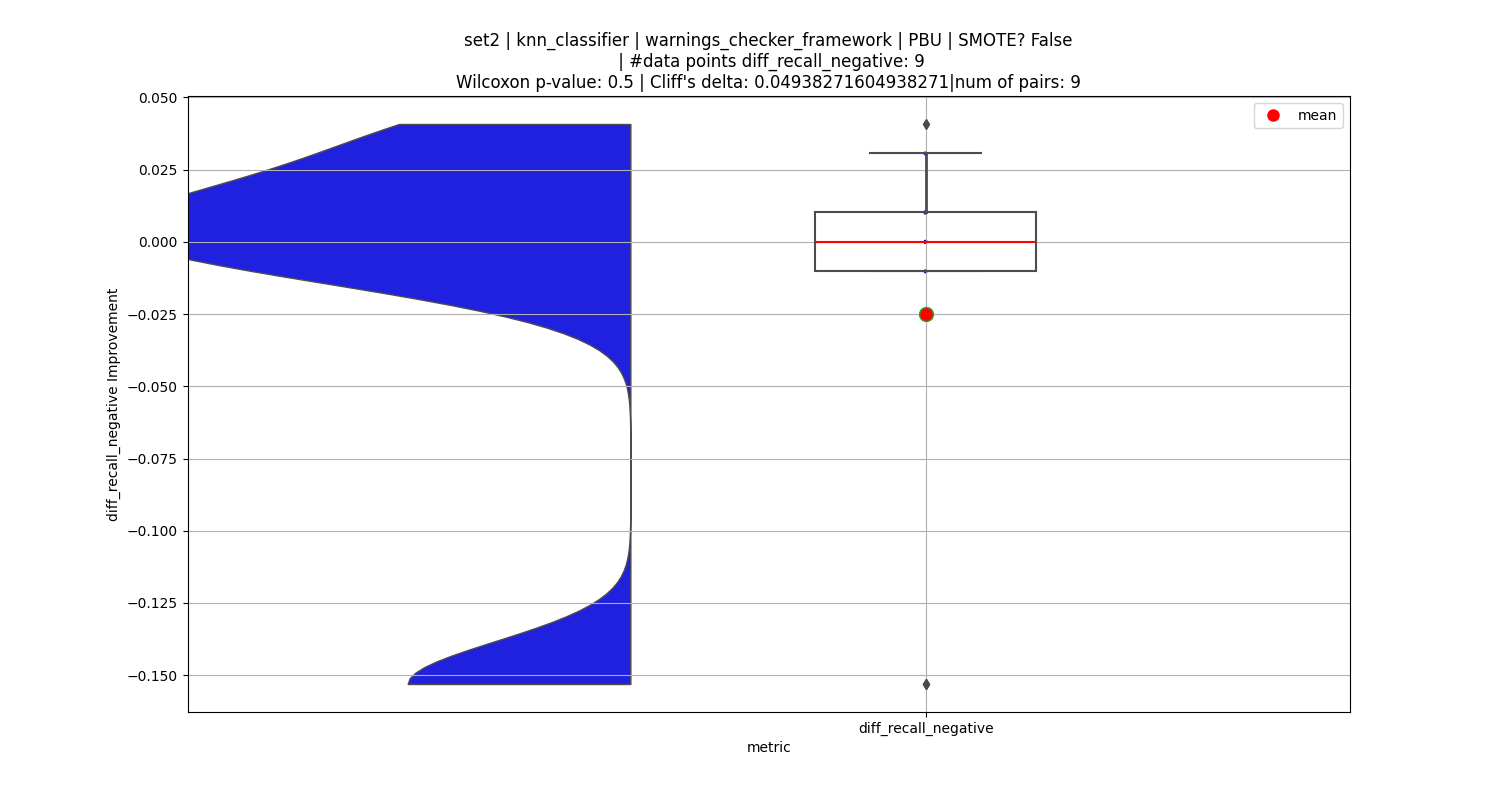 set2 | knn_classifier | warnings_checker_framework | PBU | SMOTE? False
| #data points diff_recall_negative: 9
Wilcoxon p-value: 0.5 | Cliff's delta: 0.04938271604938271|num of pairs: 9
mean
0.050
0.025
0.000
−0.025
−0.050
−0.075
−0.100
−0.125
−0.150
diff_recall_negative Improvement
diff_recall_negative
metric